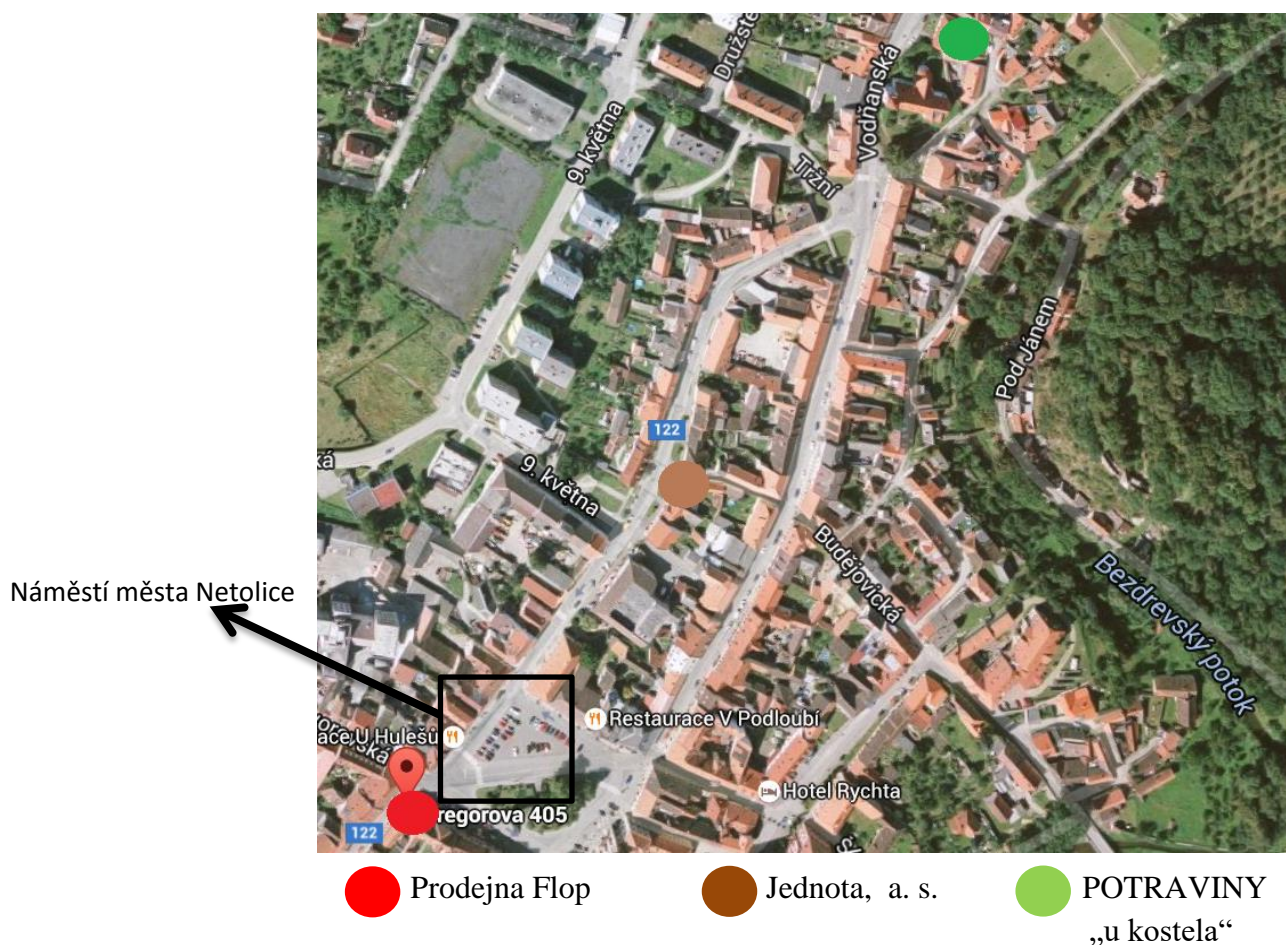 Družste
9. května
Vodňanská
Tržní
Pod Jánem
122
ká
9. května
Budějovická
Bezdrevský potok
Náměstí města Netolice
Restaurace V Podloubí
ace U Hulešů
Hotel Rychta
regorova 405
122
Prodejna Flop
Jednota, a. s.
POTRAVINY
„u kostela“